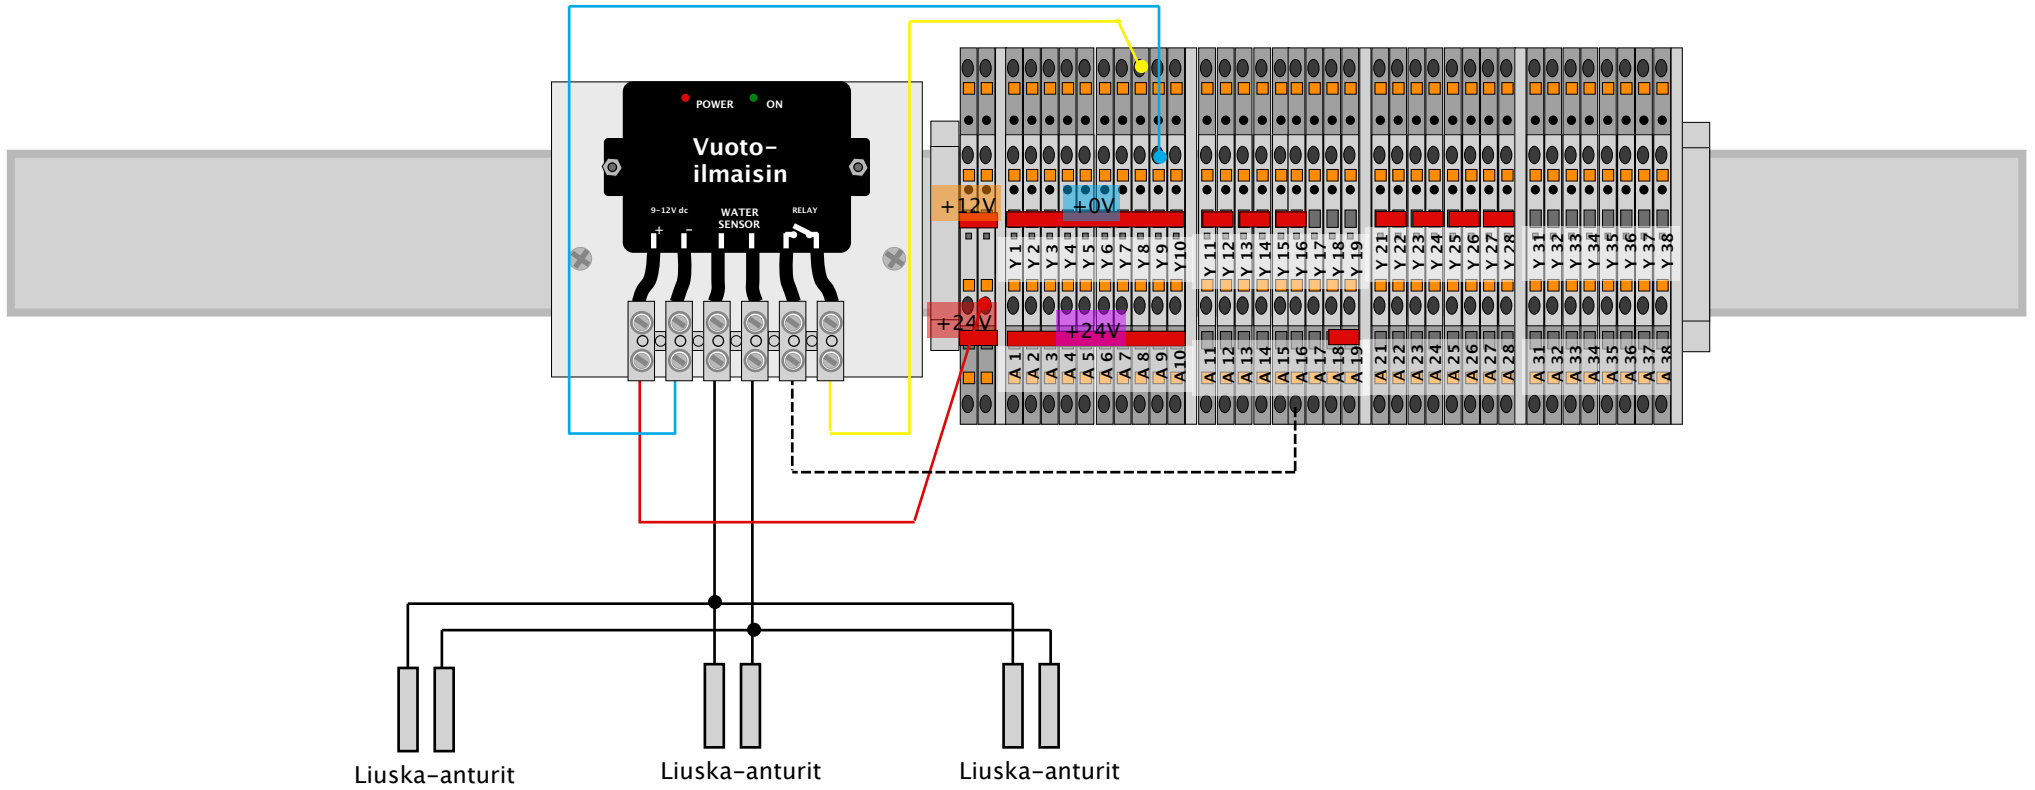 POWER ON
Vuoto-
ilmaisin
9-12V dc WATER SENSOR RELAY
+ -
+12V +0V
Y 1 Y 2 Y 3 Y 4 Y 5 Y 6 Y 7 Y 8 Y 9 Y10 Y 11 Y 12 Y 13 Y 14 Y 15 Y 16 Y 17 Y 18 Y 19 Y 21 Y 22 Y 23 Y 24 Y 25 Y 26 Y 27 Y 28 Y 31 Y 32 Y 33 Y 34 Y 35 Y 36 Y 37 Y 38
+24V +24V
A 1 A 2 A 3 A 4 A 5 A 6 A 7 A 8 A 9 A10 A 11 A 12 A 13 A 14 A 15 A 16 A 17 A 18 A 19 A 21 A 22 A 23 A 24 A 25 A 26 A 27 A 28 A 31 A 32 A 33 A 34 A 35 A 36 A 37 A 38
Liuska-anturit Liuska-anturit Liuska-anturit